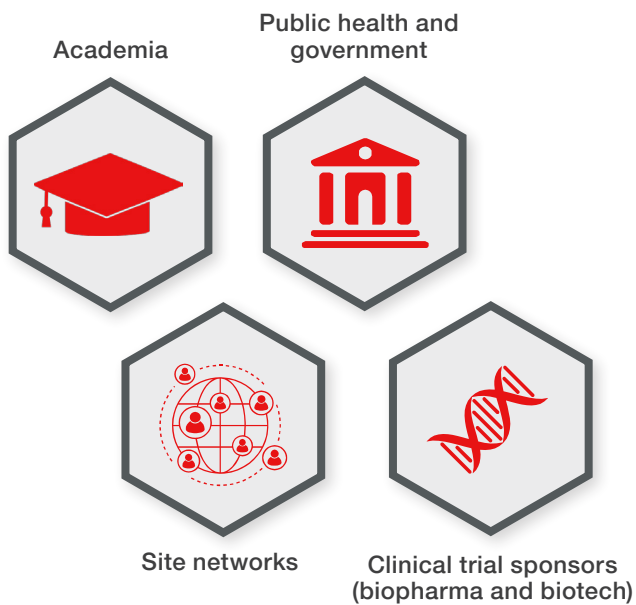 Academia
Public health and
government
Site networks
Clinical trial sponsors
(biopharma and biotech)